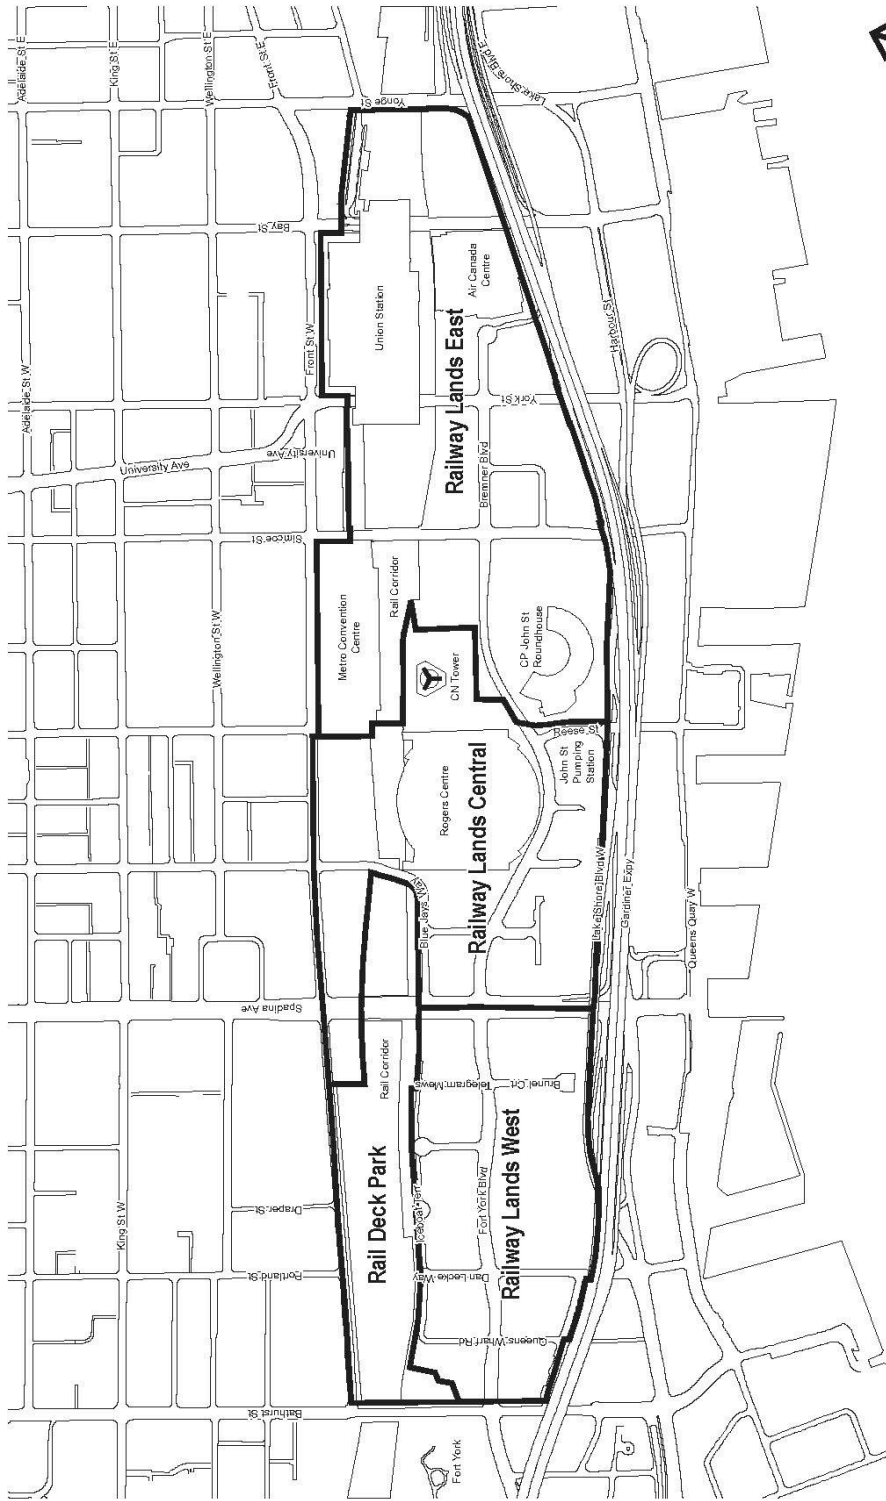 Adelaide St E
King St E
Wellington St E
Front St E
Lake Shore Blvd E
Yonge St
Bay St
Union Station
Air Canada
Centre
Harbour St
Adelaide St W
Front St W
Railway Lands East
York St
University Ave
University Ave
Bremner Blvd
Simcoe St
Rail Corridor
Wellington St W
Metro Convention
Centre
CN Tower
CP John St
Roundhouse
Reese St
John St
Pumping
Station
Rogers Centre
Railway Lands Central
Blue Jays Way
Lake Shore Blvd W
Gardiner Expy
Queens Quay W
Spadina Ave
Rail Corridor
Telegram Mews
Brunel Crt
Rail Deck Park
Iceboat Terr
Fort York Blvd
Railway Lands West
Draper St
King St W
Portland St
Dan Leckie Way
Queens Wharf Rd
Bathurst St
Fort York